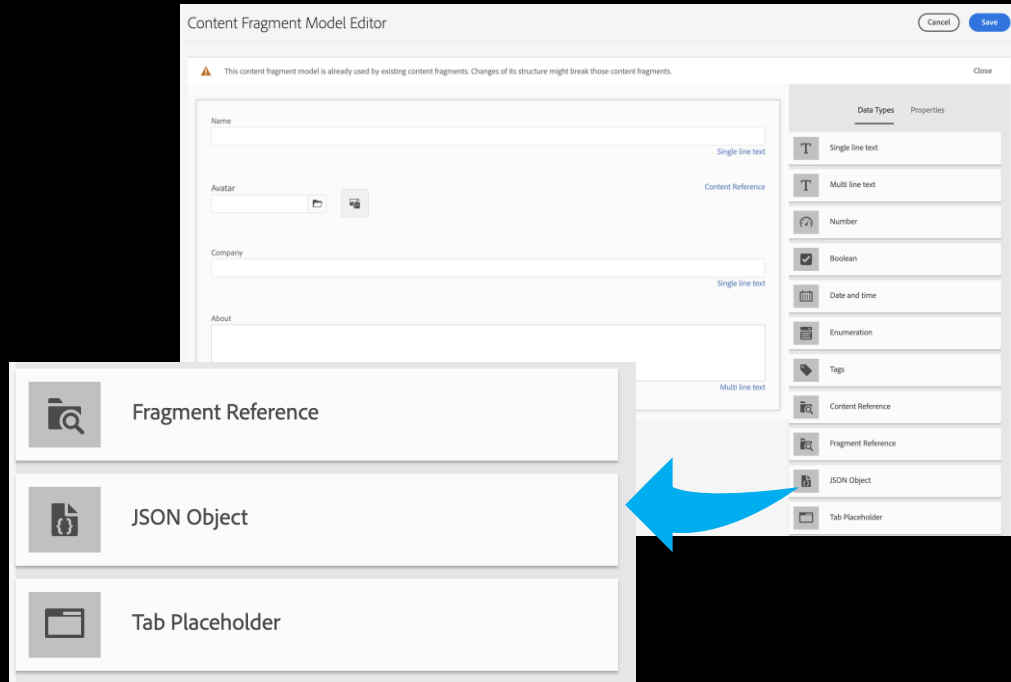 Content Fragment Model Editor
Cancel
Save
This content fragment model is already used by existing content fragments. Changes of its structure might break those content fragments.
Close
Name
Single line text
Avatar
Content Reference
Company
Single line text
About
Multi line text
Data Types
Properties
Single line text
Multi line text
Number
Boolean
Date and time
Enumeration
Tags
Content Reference
Fragment Reference
JSON Object
Tab Placeholder
Fragment Reference
JSON Object
Tab Placeholder